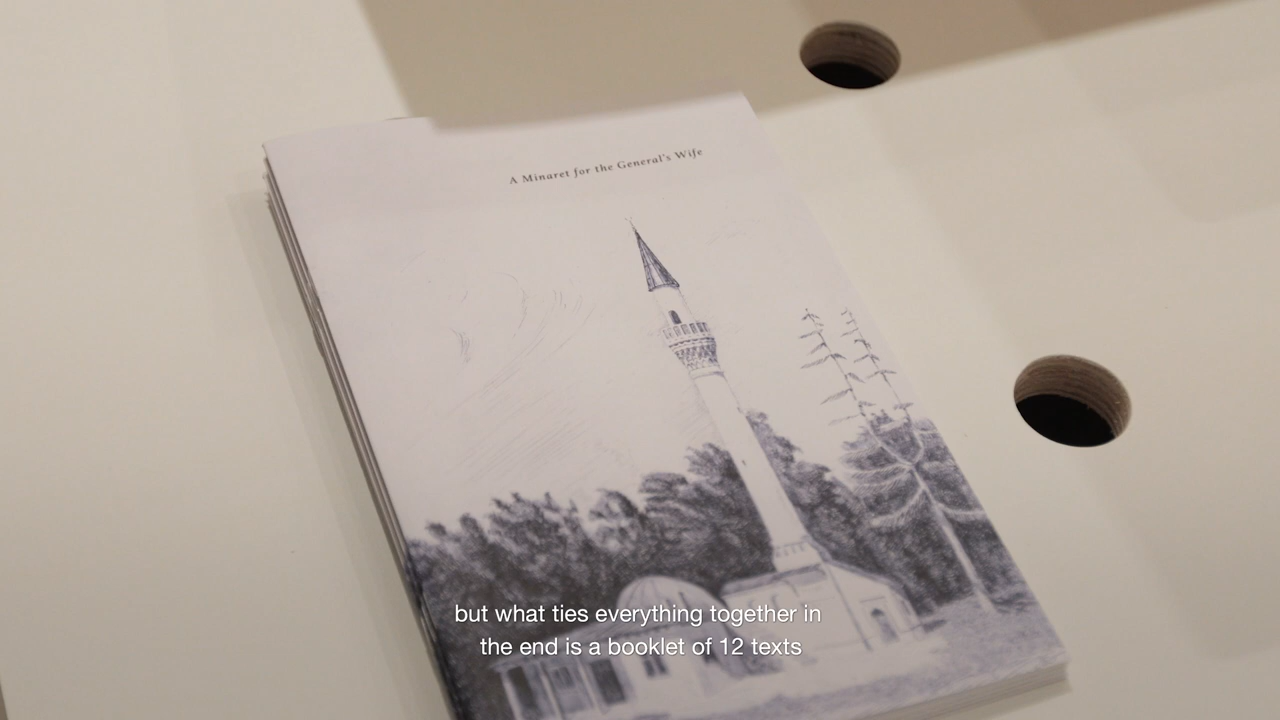 A Minaret for the General's Wife
but what ties everything together in
the end is a booklet of 12 texts